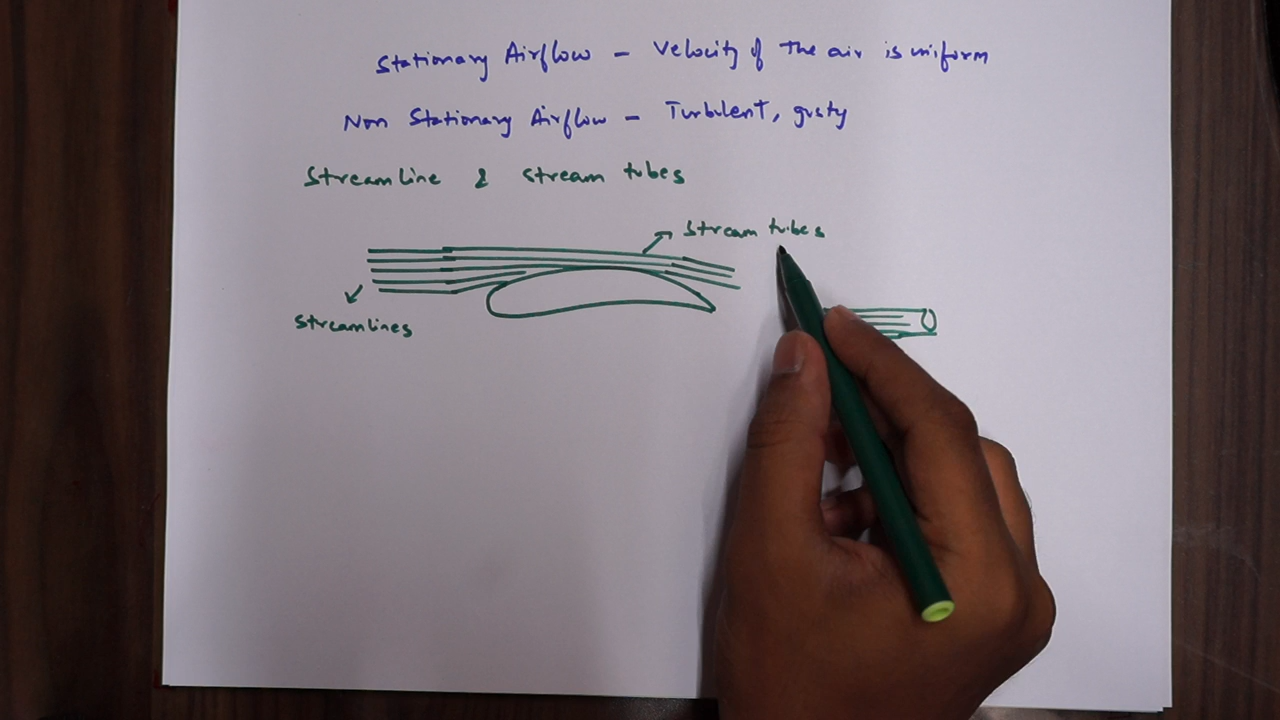 Stationary Airflow – Velocity of The air is uniform
Non Stationary Airflow – Turbulent, gusty
Streamline & stream tubes
Stream tubes
Streamlines